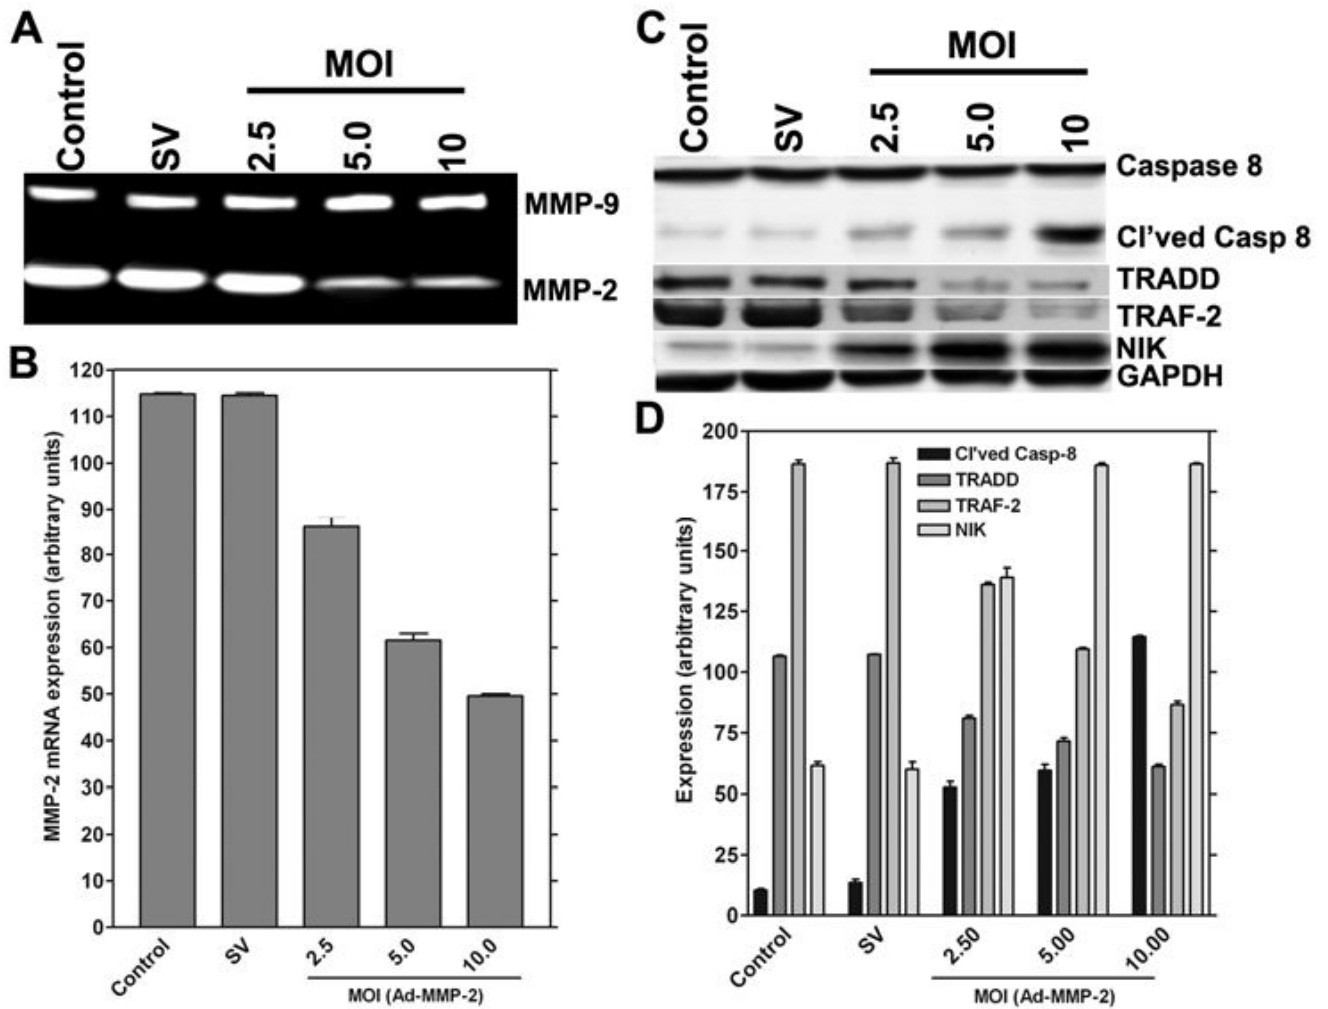 A
Control
SV
MOI
2.5
5.0
10
MMP-9
MMP-2
B
MMP-2 mRNA expression (arbitrary units)
120
110
100
90
80
70
60
50
40
30
20
10
0
Control
SV
2.5
5.0
10.0
MOI (Ad-MMP-2)
C
Control
SV
MOI
2.5
5.0
10
Caspase 8
Cl'ved Casp 8
TRADD
TRAF-2
NIK
GAPDH
D
Expression (arbitrary units)
200
175
150
125
100
75
50
25
0
Cl'ved Casp-8
TRADD
TRAF-2
NIK
Control
SV
2.50
5.00
10.00
MOI (Ad-MMP-2)